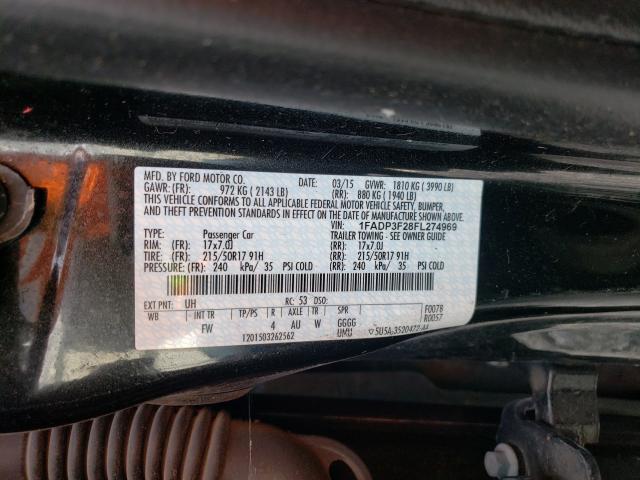 MFD. BY FORD MOTOR CO. DATE: 03/15 GVWR: 1810 KG ( 3990 LB)
GAWR: (FR): 972 KG ( 2143 LB) (RR): 880 KG ( 1940 LB)
THIS VEHICLE CONFORMS TO ALL APPLICABLE FEDERAL MOTOR VEHICLE SAFETY, BUMPER,
AND THEFT PREVENTION STANDARDS IN EFFECT ON THE DATE OF MANUFACTURE SHOWN ABOVE.
VIN: 1FADP3F28FL274969
TYPE: Passenger Car TRAILER TOWING - SEE OWNER GUIDE
RIM: (FR): 17x7.0J (RR): 17x7.0J
TIRE: (FR): 215/50R17 91H (RR): 215/50R17 91H
PRESSURE: (FR): 240 kPa/ 35 PSI COLD (RR): 240 kPa/ 35 PSI COLD
EXT PNT: UH RC: 53 DSO: F0078
WB R TP/PS R AXLE TR SPR R0057
FW 4 AU W GGGG
1201503262562 UMU 5U5A-3520472-AA